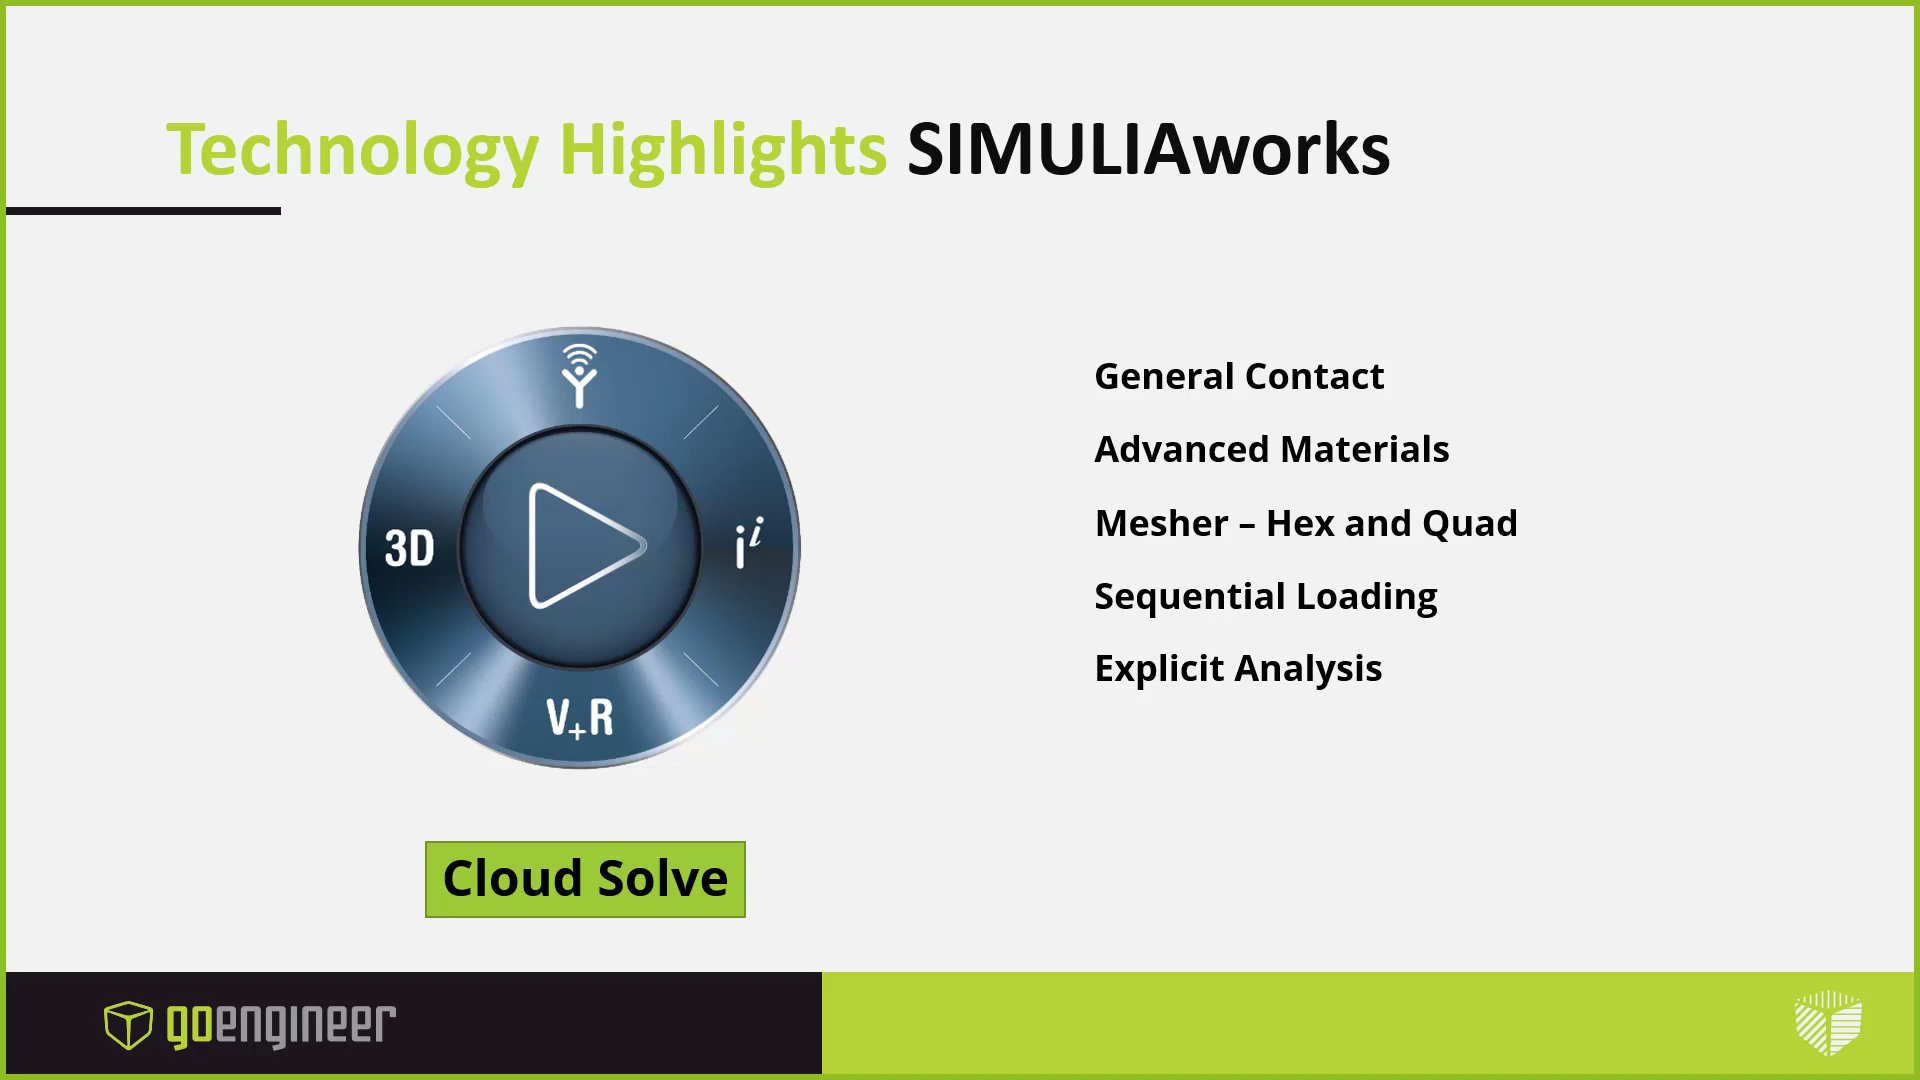 Technology Highlights SIMULIAworks
3D
V+R
i i
Cloud Solve
General Contact
Advanced Materials
Mesher – Hex and Quad
Sequential Loading
Explicit Analysis
goengineer